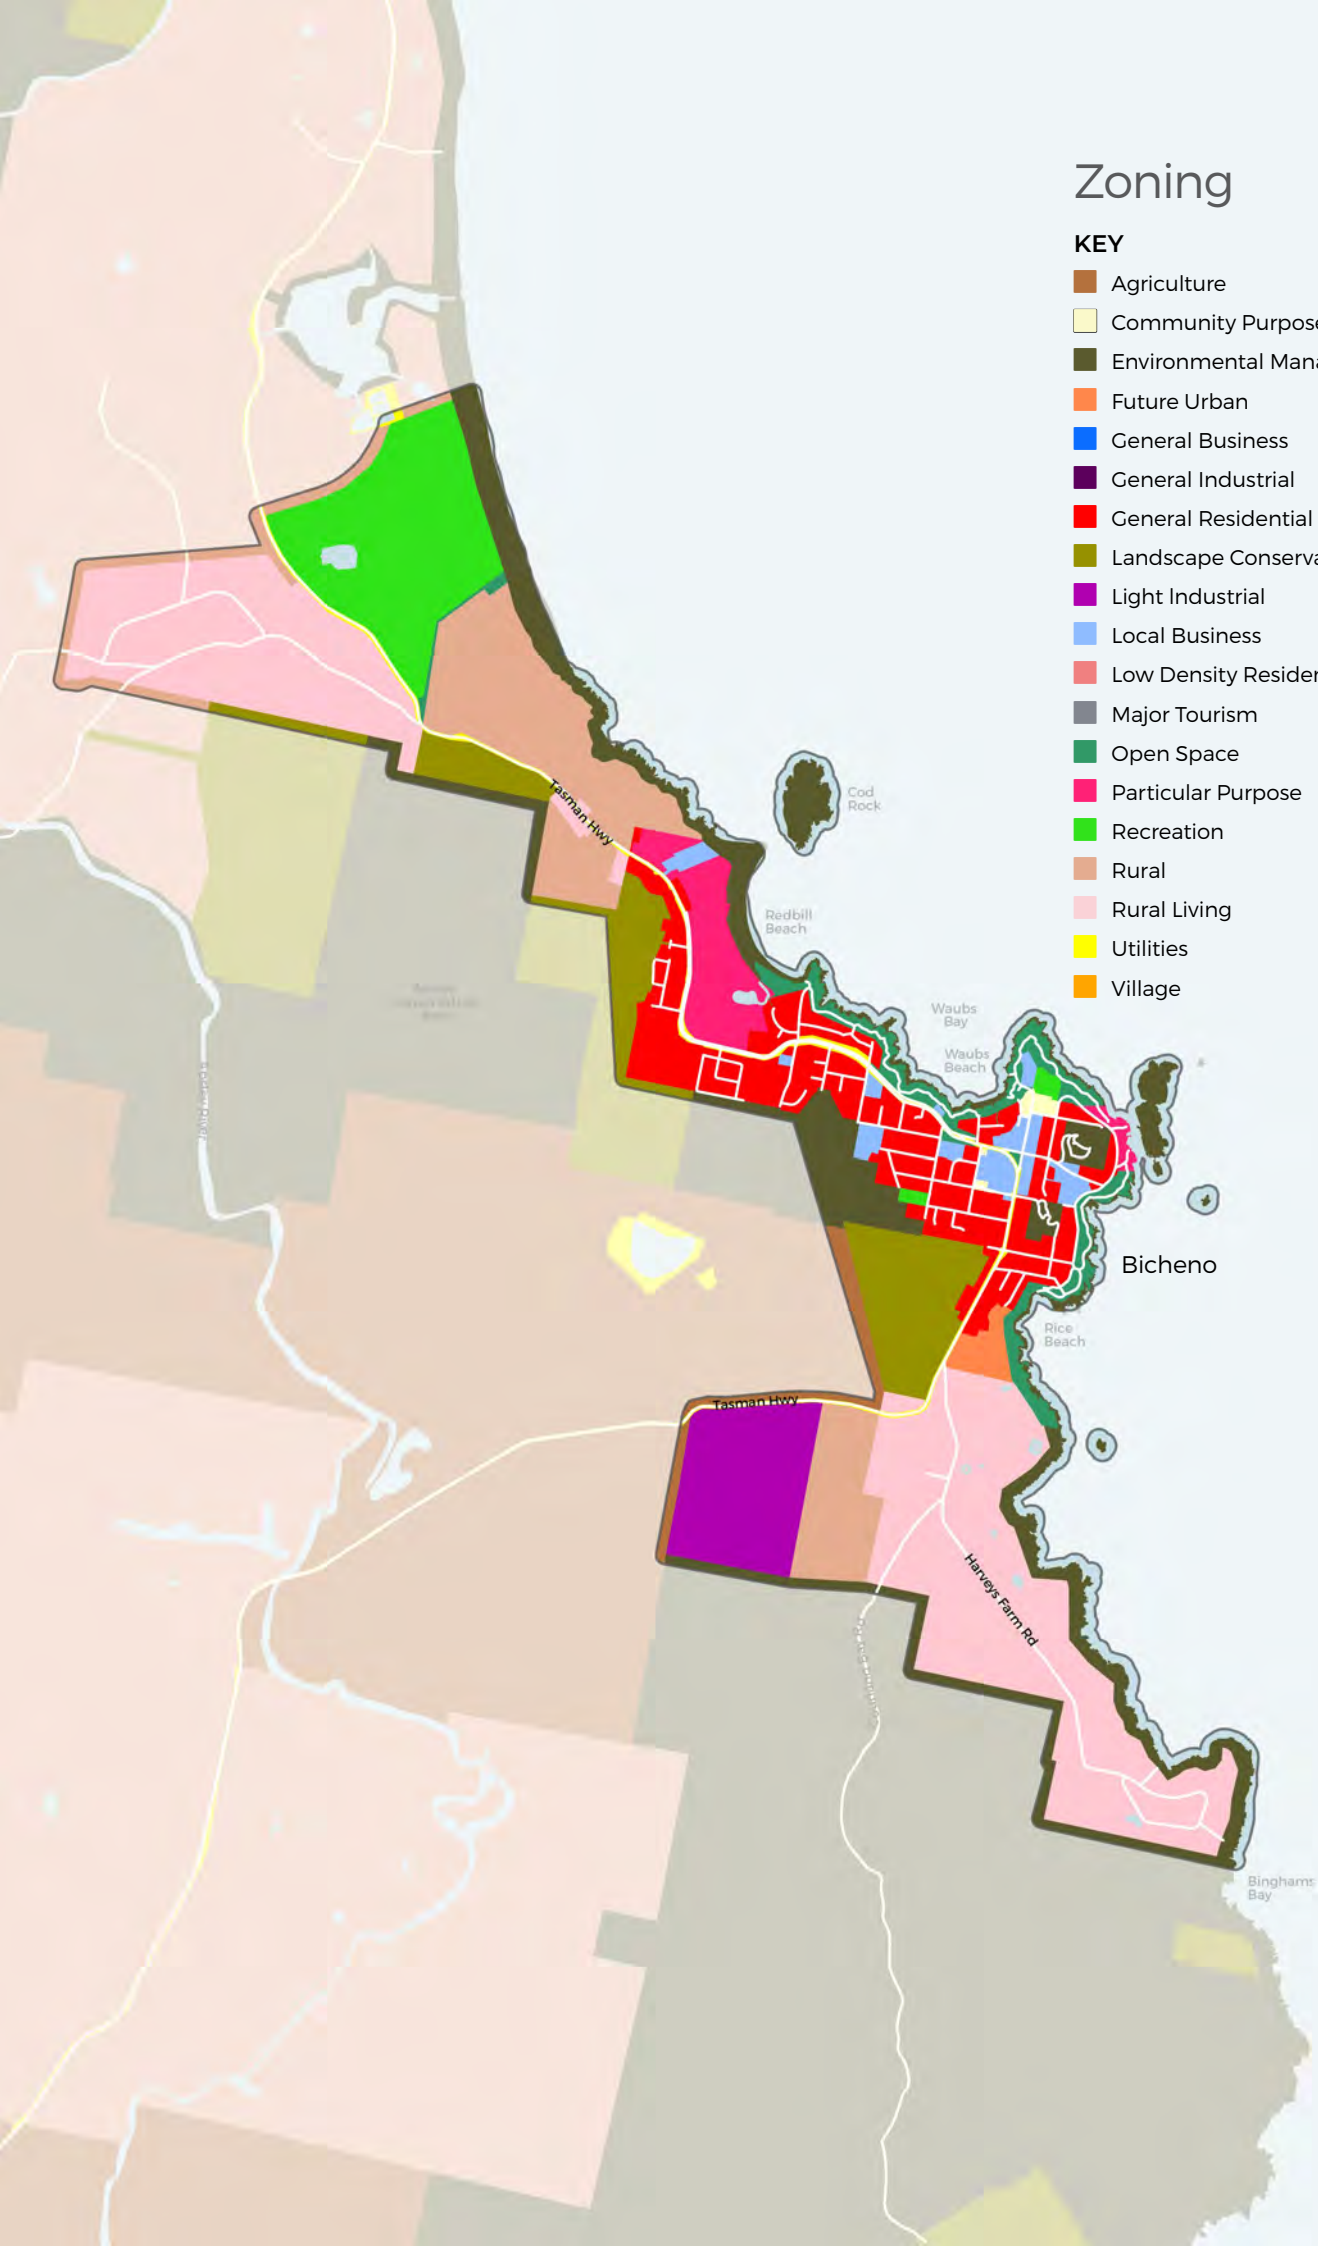 Zoning
KEY
Agriculture
Community Purpose
Environmental Mana
Future Urban
General Business
General Industrial
General Residential
Landscape Conserva
Light Industrial
Local Business
Low Density Residen
Major Tourism
Open Space
Particular Purpose
Recreation
Rural
Rural Living
Utilities
Village
Tasman Hwy
Cod
Rock
Redbill
Beach
Waubs
Bay
Waubs
Beach
Bicheno
Rice
Beach
Tasman Hwy
Harveys Farm Rd
Binghams
Bay